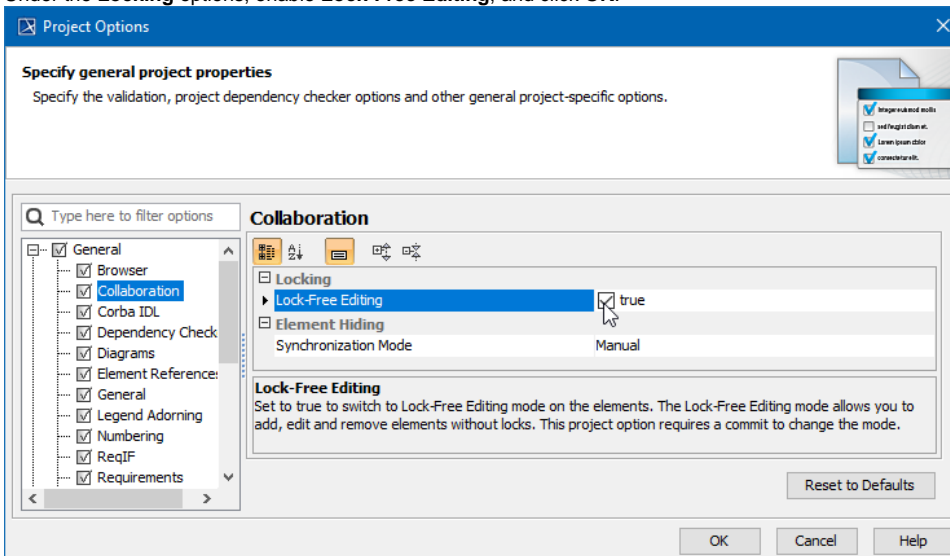 Under the Locking options, enable Lock-Free Editing, and click OK.
Project Options
Specify general project properties
Specify the validation, project dependency checker options and other general project-specific options.
Type here to filter options
General
Browser
Collaboration
Corba IDL
Dependency Check
Diagrams
Element References
General
Legend Adorning
Numbering
ReqIF
Requirements
Collaboration
Locking
Lock-Free Editing
true
Element Hiding
Synchronization Mode
Manual
Lock-Free Editing
Set to true to switch to Lock-Free Editing mode on the elements. The Lock-Free Editing mode allows you to
add, edit and remove elements without locks. This project option requires a commit to change the mode.
Reset to Defaults
OK
Cancel
Help